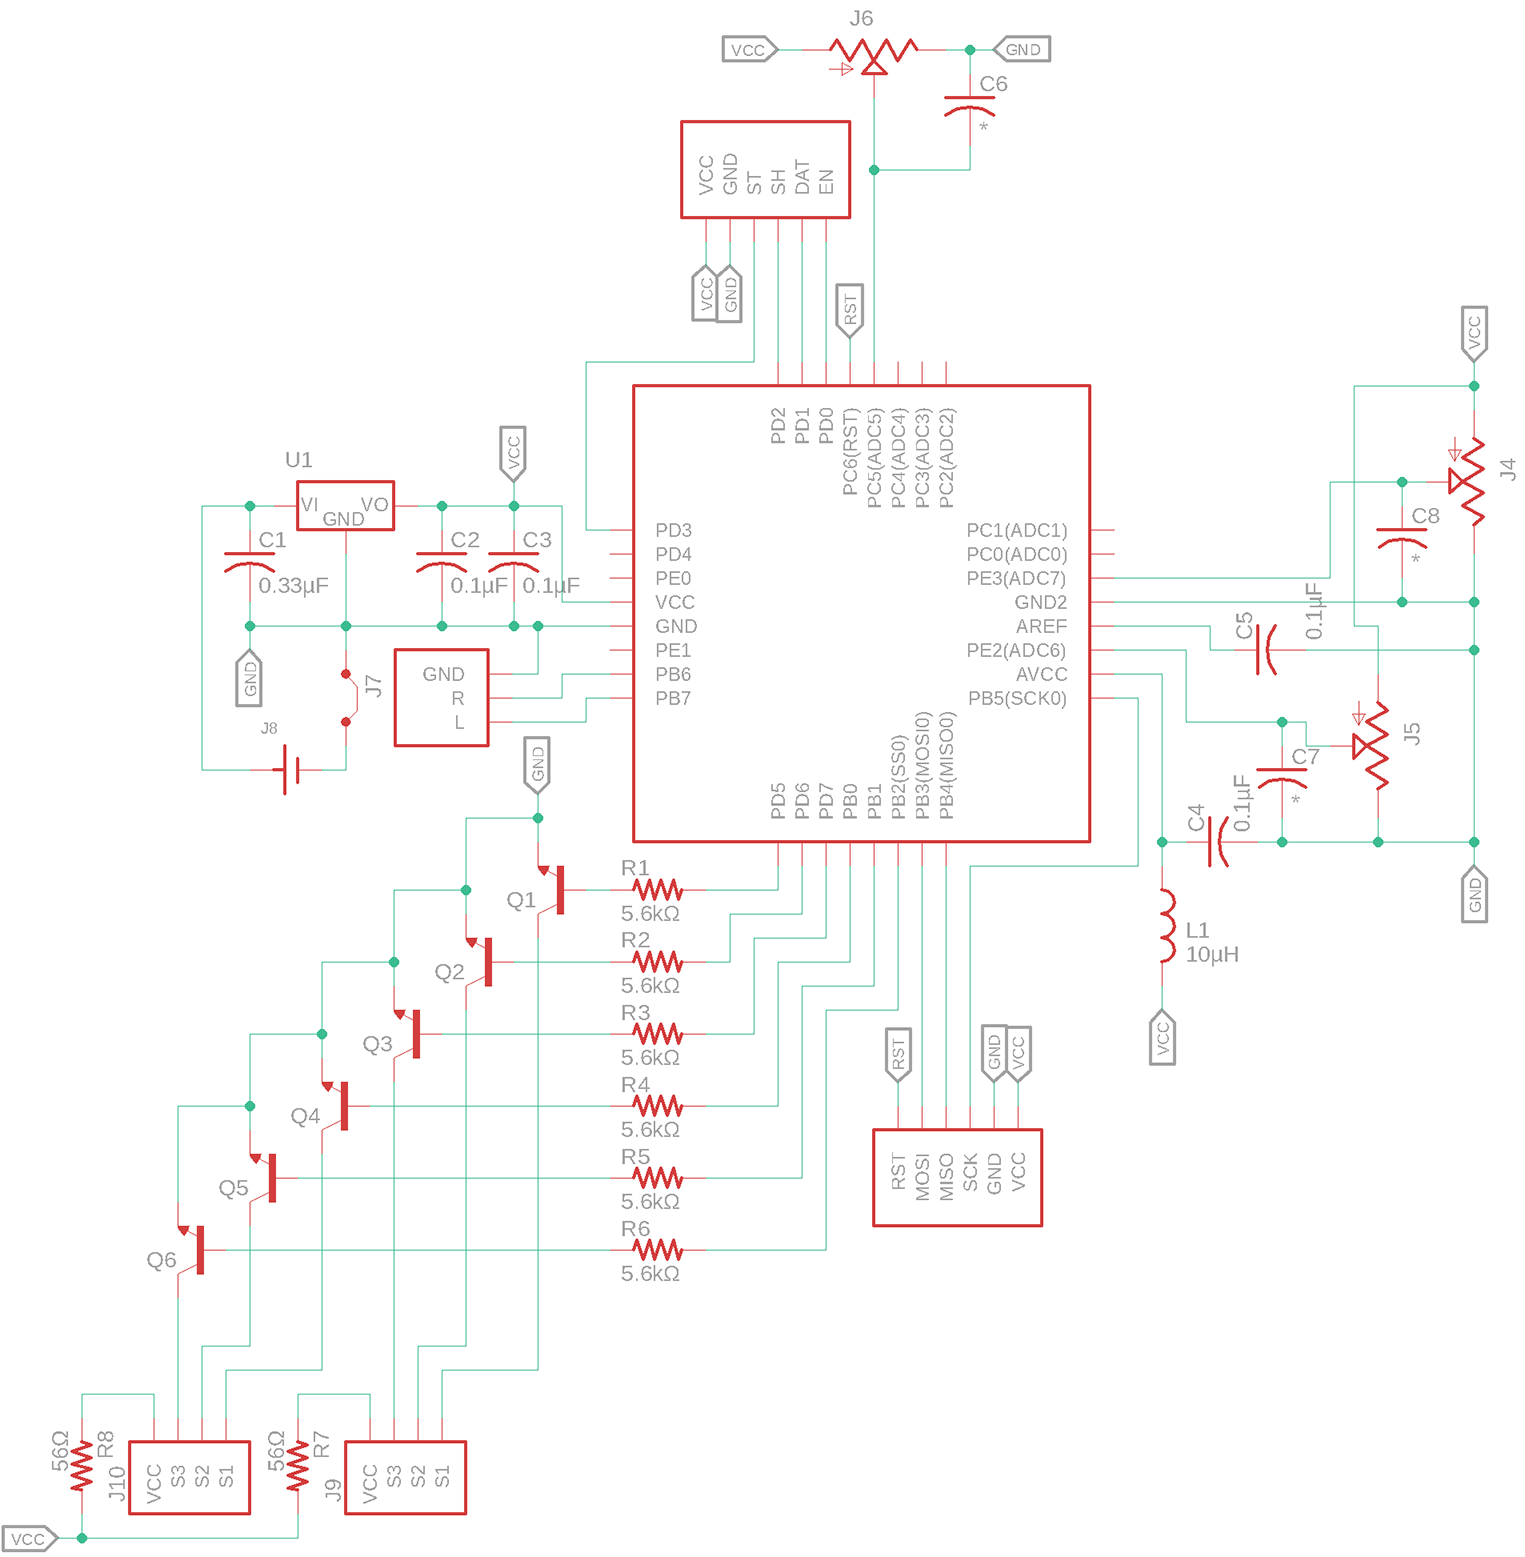 J6
VCC
GND
C6
*
VCC
GND
ST
SH
DAT
EN
VCC
GND
RST
VCC
PD2
PD1
PD0
PC6(RST)
PC5(ADC5)
PC4(ADC4)
PC3(ADC3)
PC2(ADC2)
VCC
U1
VI
VO
GND
J4
C1
0.33µF
C2
0.1µF
C3
0.1µF
PD3
PD4
PE0
VCC
GND
PE1
PB6
PB7
PC1(ADC1)
PC0(ADC0)
PE3(ADC7)
GND2
AREF
PE2(ADC6)
AVCC
PB5(SCK0)
C8
*
C5
0.1µF
GND
J7
J8
GND
R
L
J5
C7
*
C4
0.1µF
GND
PD5
PD6
PD7
PB0
PB1
PB2(SS0)
PB3(MOSI0)
PB4(MISO0)
GND
Q1
R1
5.6kΩ
Q2
R2
5.6kΩ
Q3
R3
5.6kΩ
Q4
R4
5.6kΩ
Q5
R5
5.6kΩ
Q6
R6
5.6kΩ
L1
10µH
VCC
RST
GND
VCC
RST
MOSI
MISO
SCK
GND
VCC
56Ω
R8
J10
VCC
S3
S2
S1
56Ω
R7
J9
VCC
S3
S2
S1
VCC